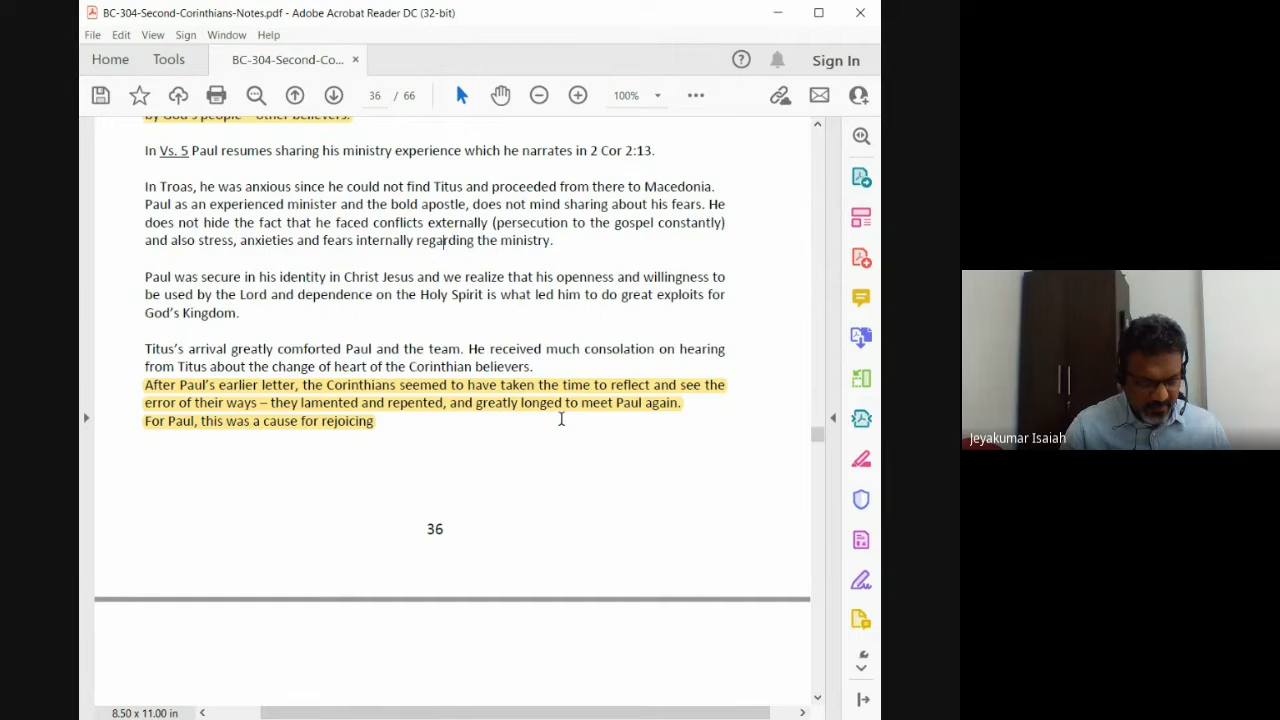 BC-304-Second-Corinthians-Notes.pdf - Adobe Acrobat Reader DC (32-bit)
File Edit View Sign Window Help
Home Tools BC-304-Second-Co... × Sign In
36 / 66 100%
by God's people – other believers.
In Vs. 5 Paul resumes sharing his ministry experience which he narrates in 2 Cor 2:13.
In Troas, he was anxious since he could not find Titus and proceeded from there to Macedonia.
Paul as an experienced minister and the bold apostle, does not mind sharing about his fears. He
does not hide the fact that he faced conflicts externally (persecution to the gospel constantly)
and also stress, anxieties and fears internally regarding the ministry.
Paul was secure in his identity in Christ Jesus and we realize that his openness and willingness to
be used by the Lord and dependence on the Holy Spirit is what led him to do great exploits for
God's Kingdom.
Titus's arrival greatly comforted Paul and the team. He received much consolation on hearing
from Titus about the change of heart of the Corinthian believers.
After Paul's earlier letter, the Corinthians seemed to have taken the time to reflect and see the
error of their ways – they lamented and repented, and greatly longed to meet Paul again.
For Paul, this was a cause for rejoicing
36
8.50 x 11.00 in
Jeyakumar Isaiah